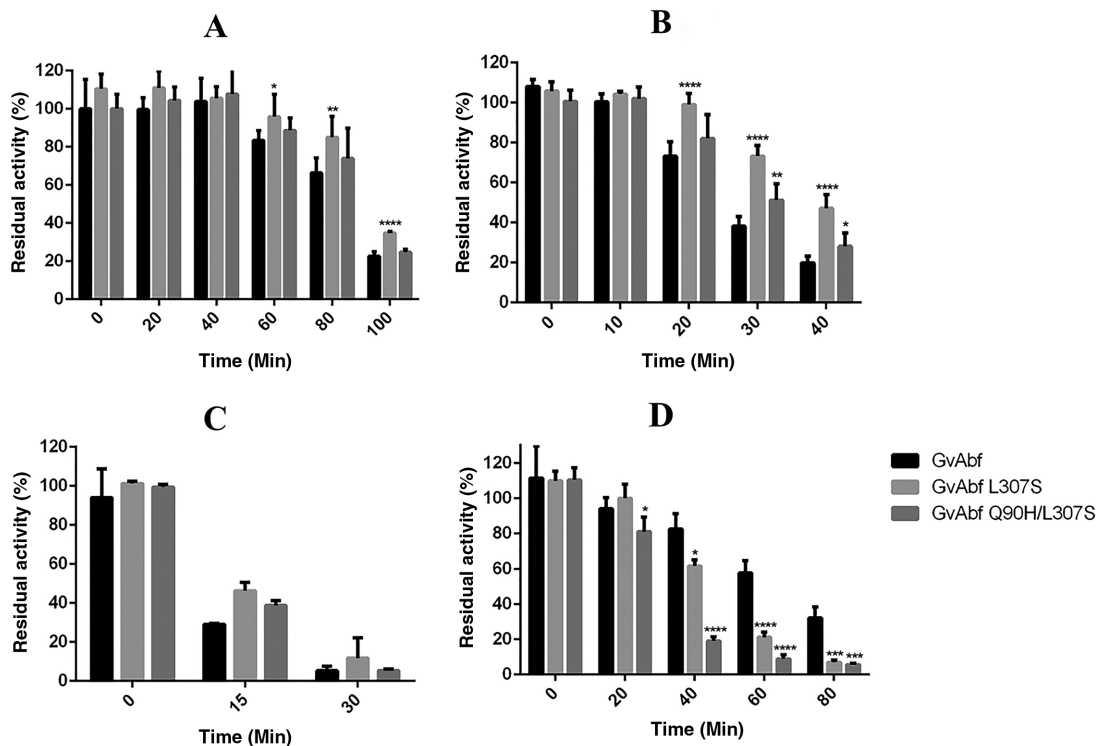 A
Residual activity (%)
120
100
80
60
40
20
0
*
**
****
0 20 40 60 80 100
Time (Min)
B
Residual activity (%)
120
100
80
60
40
20
0
****
****
**
****
*
0 10 20 30 40
Time (Min)
C
Residual activity (%)
120
100
80
60
40
20
0
0 15 30
Time (Min)
D
Residual activity (%)
120
100
80
60
40
20
0
*
*
****
****
****
*** ***
0 20 40 60 80
Time (Min)
GvAbf
GvAbf L307S
GvAbf Q90H/L307S